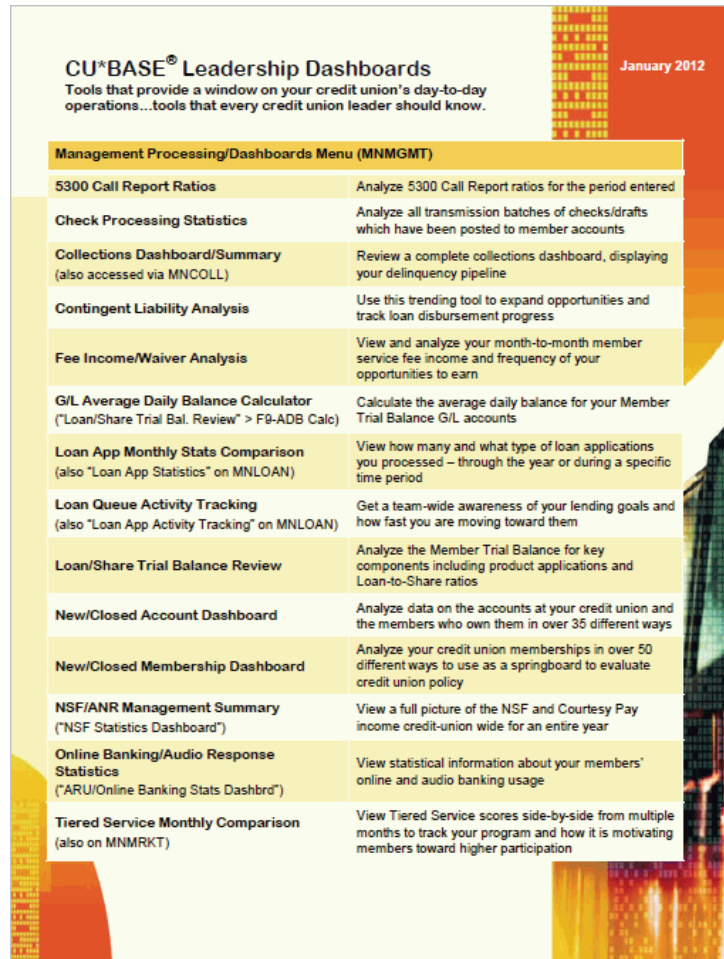 CU*BASE® Leadership Dashboards
January 2012
Tools that provide a window on your credit union's day-to-day
operations...tools that every credit union leader should know.
Management Processing/Dashboards Menu (MNMGMT)
5300 Call Report Ratios
Analyze 5300 Call Report ratios for the period entered
Check Processing Statistics
Analyze all transmission batches of checks/drafts
which have been posted to member accounts
Collections Dashboard/Summary
(also accessed via MNCOLL)
Review a complete collections dashboard, displaying
your delinquency pipeline
Contingent Liability Analysis
Use this trending tool to expand opportunities and
track loan disbursement progress
Fee Income/Waiver Analysis
View and analyze your month-to-month member
service fee income and frequency of your
opportunities to earn
G/L Average Daily Balance Calculator
("Loan/Share Trial Bal. Review" > F9-ADB Calc)
Calculate the average daily balance for your Member
Trial Balance G/L accounts
Loan App Monthly Stats Comparison
(also "Loan App Statistics" on MNLOAN)
View how many and what type of loan applications
you processed – through the year or during a specific
time period
Loan Queue Activity Tracking
(also "Loan App Activity Tracking" on MNLOAN)
Get a team-wide awareness of your lending goals and
how fast you are moving toward them
Loan/Share Trial Balance Review
Analyze the Member Trial Balance for key
components including product applications and
Loan-to-Share ratios
New/Closed Account Dashboard
Analyze data on the accounts at your credit union and
the members who own them in over 35 different ways
New/Closed Membership Dashboard
Analyze your credit union memberships in over 50
different ways to use as a springboard to evaluate
credit union policy
NSF/ANR Management Summary
("NSF Statistics Dashboard")
View a full picture of the NSF and Courtesy Pay
income credit-union wide for an entire year
Online Banking/Audio Response
Statistics
("ARU/Online Banking Stats Dashbrd")
View statistical information about your members'
online and audio banking usage
Tiered Service Monthly Comparison
(also on MNMRKT)
View Tiered Service scores side-by-side from multiple
months to track your program and how it is motivating
members toward higher participation